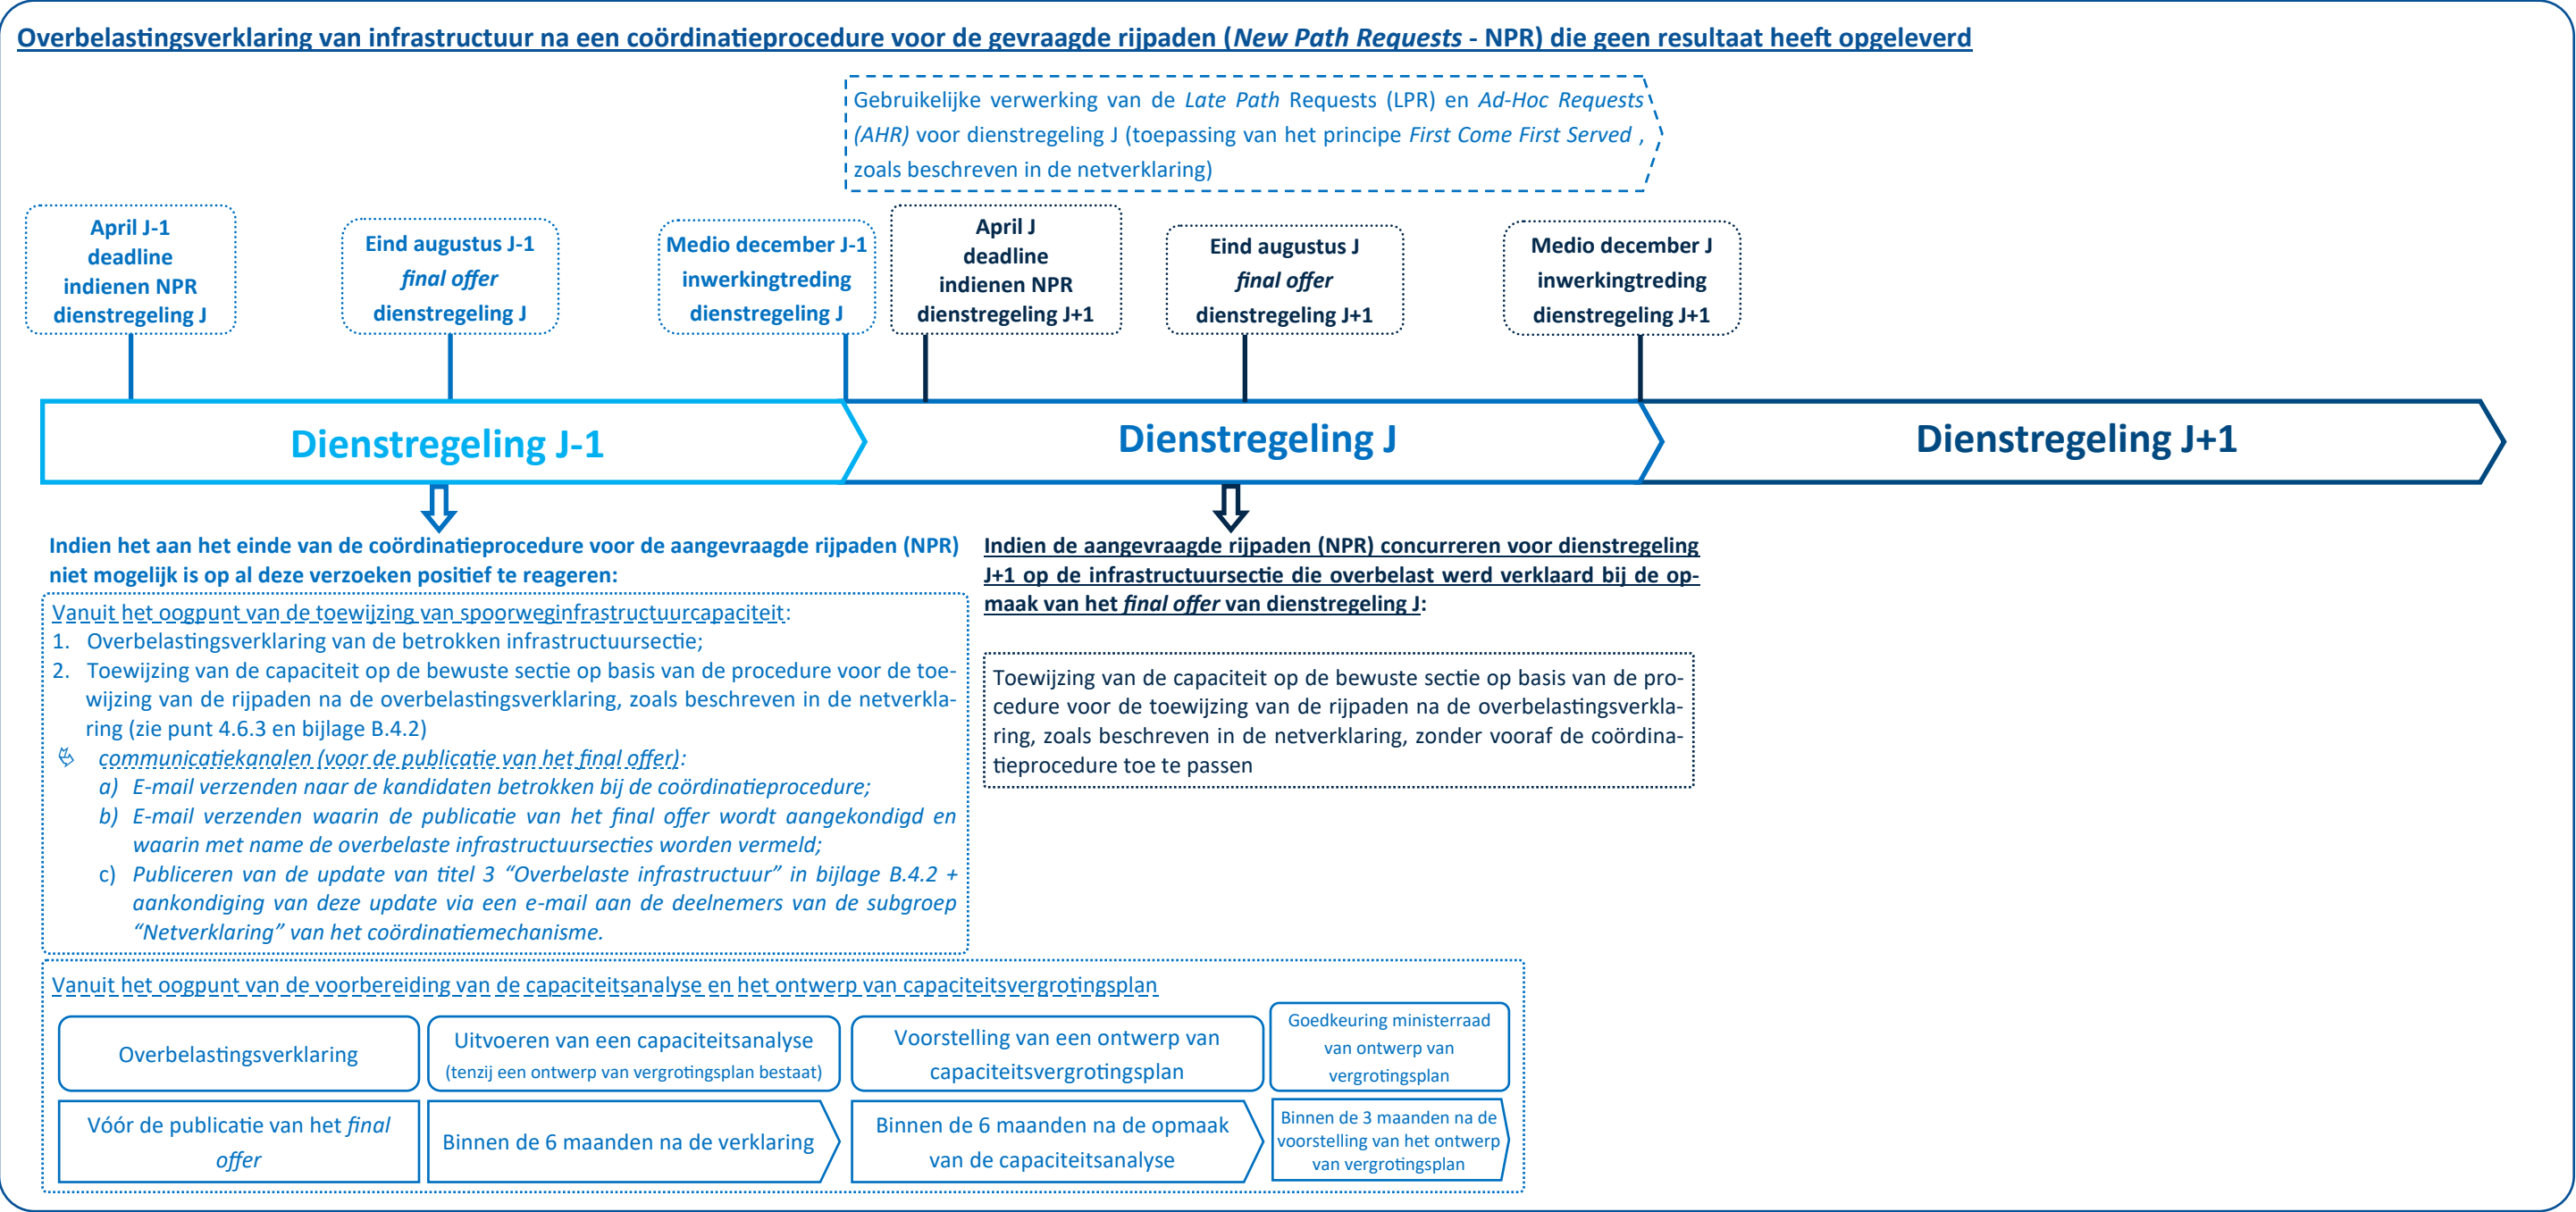 Overbelastingsverklaring van infrastructuur na een coördinatieprocedure voor de gevraagde rijpaden (New Path Requests - NPR) die geen resultaat heeft opgeleverd
Gebruikelijke verwerking van de Late Path Requests (LPR) en Ad-Hoc Requests
(AHR) voor dienstregeling J (toepassing van het principe First Come First Served ,
zoals beschreven in de netverklaring)
April J-1
deadline
indienen NPR
dienstregeling J
Eind augustus J-1
final offer
dienstregeling J
Medio december J-1
inwerkingtreding
dienstregeling J
April J
deadline
indienen NPR
dienstregeling J+1
Eind augustus J
final offer
dienstregeling J+1
Medio december J
inwerkingtreding
dienstregeling J+1
Dienstregeling J-1
Dienstregeling J
Dienstregeling J+1
Indien het aan het einde van de coördinatieprocedure voor de aangevraagde rijpaden (NPR)
niet mogelijk is op al deze verzoeken positief te reageren:
Vanuit het oogpunt van de toewijzing van spoorweginfrastructuurcapaciteit:
1. Overbelastingsverklaring van de betrokken infrastructuursectie;
2. Toewijzing van de capaciteit op de bewuste sectie op basis van de procedure voor de toe-
wijzing van de rijpaden na de overbelastingsverklaring, zoals beschreven in de netverkla-
ring (zie punt 4.6.3 en bijlage B.4.2)
communicatiekanalen (voor de publicatie van het final offer):
a) E-mail verzenden naar de kandidaten betrokken bij de coördinatieprocedure;
b) E-mail verzenden waarin de publicatie van het final offer wordt aangekondigd en
waarin met name de overbelaste infrastructuursecties worden vermeld;
c) Publiceren van de update van titel 3 “Overbelaste infrastructuur” in bijlage B.4.2 +
aankondiging van deze update via een e-mail aan de deelnemers van de subgroep
“Netverklaring” van het coördinatiemechanisme.
Indien de aangevraagde rijpaden (NPR) concurreren voor dienstregeling
J+1 op de infrastructuursectie die overbelast werd verklaard bij de op-
maak van het final offer van dienstregeling J:
Toewijzing van de capaciteit op de bewuste sectie op basis van de pro-
cedure voor de toewijzing van de rijpaden na de overbelastingsverkla-
ring, zoals beschreven in de netverklaring, zonder vooraf de coördina-
tieprocedure toe te passen
Vanuit het oogpunt van de voorbereiding van de capaciteitsanalyse en het ontwerp van capaciteitsvergrotingsplan
Overbelastingsverklaring
Uitvoeren van een capaciteitsanalyse
(tenzij een ontwerp van vergrotingsplan bestaat)
Voorstelling van een ontwerp van
capaciteitsvergrotingsplan
Goedkeuring ministerraad
van ontwerp van
vergrotingsplan
Vóór de publicatie van het final
offer
Binnen de 6 maanden na de verklaring
Binnen de 6 maanden na de opmaak
van de capaciteitsanalyse
Binnen de 3 maanden na de
voorstelling van het ontwerp
van vergrotingsplan